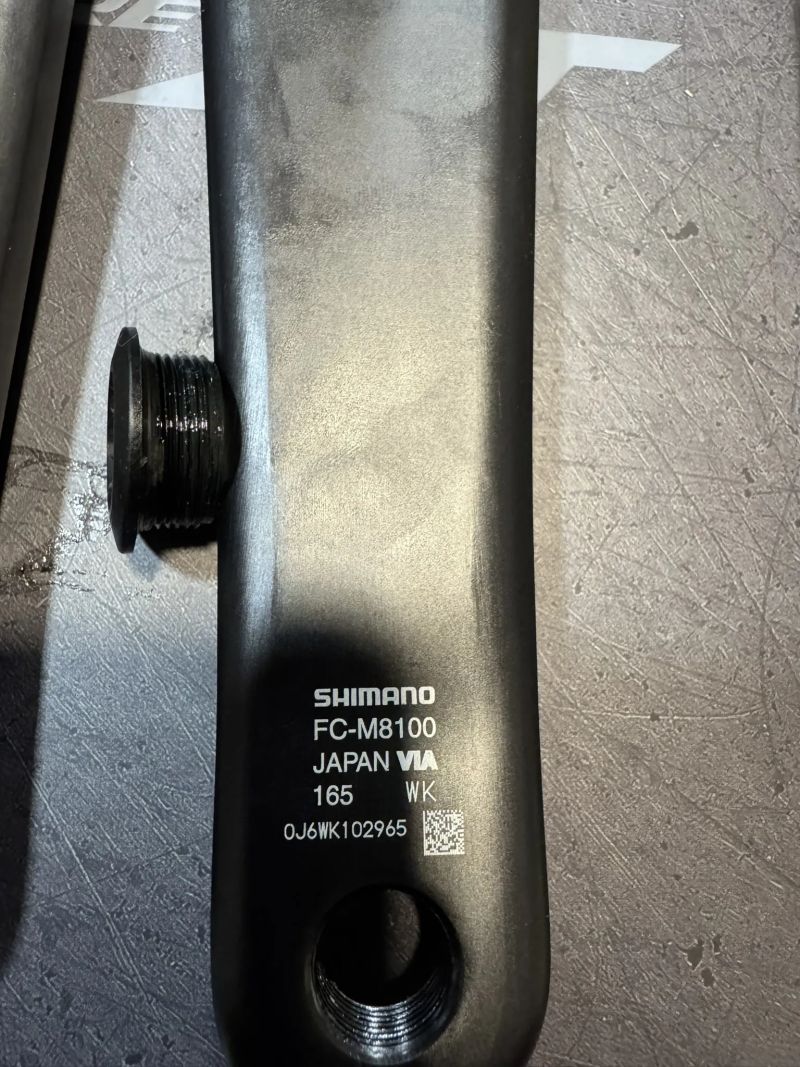 SHIMANO
FC-M8100
JAPAN VIA
165 WK
0J6WK102965